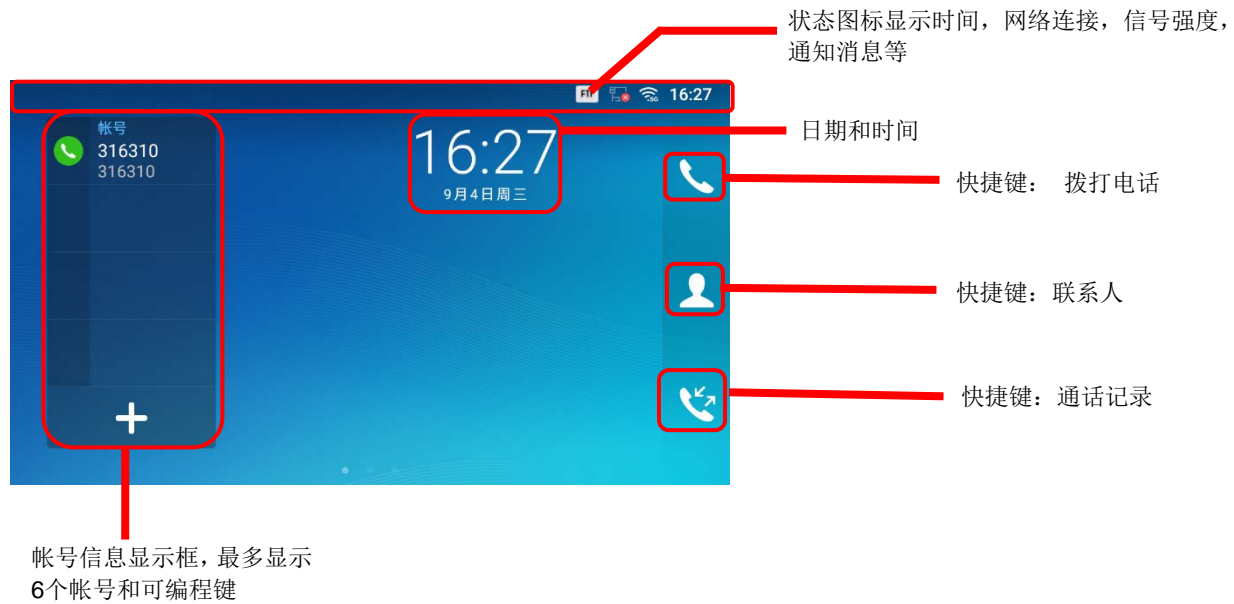 状态图标显示时间，网络连接，信号强度，
通知消息等
16:27
帐号
316310
316310
16:27
9月4日周三
日期和时间
快捷键： 拨打电话
快捷键：联系人
快捷键：通话记录
帐号信息显示框，最多显示
6个帐号和可编程键